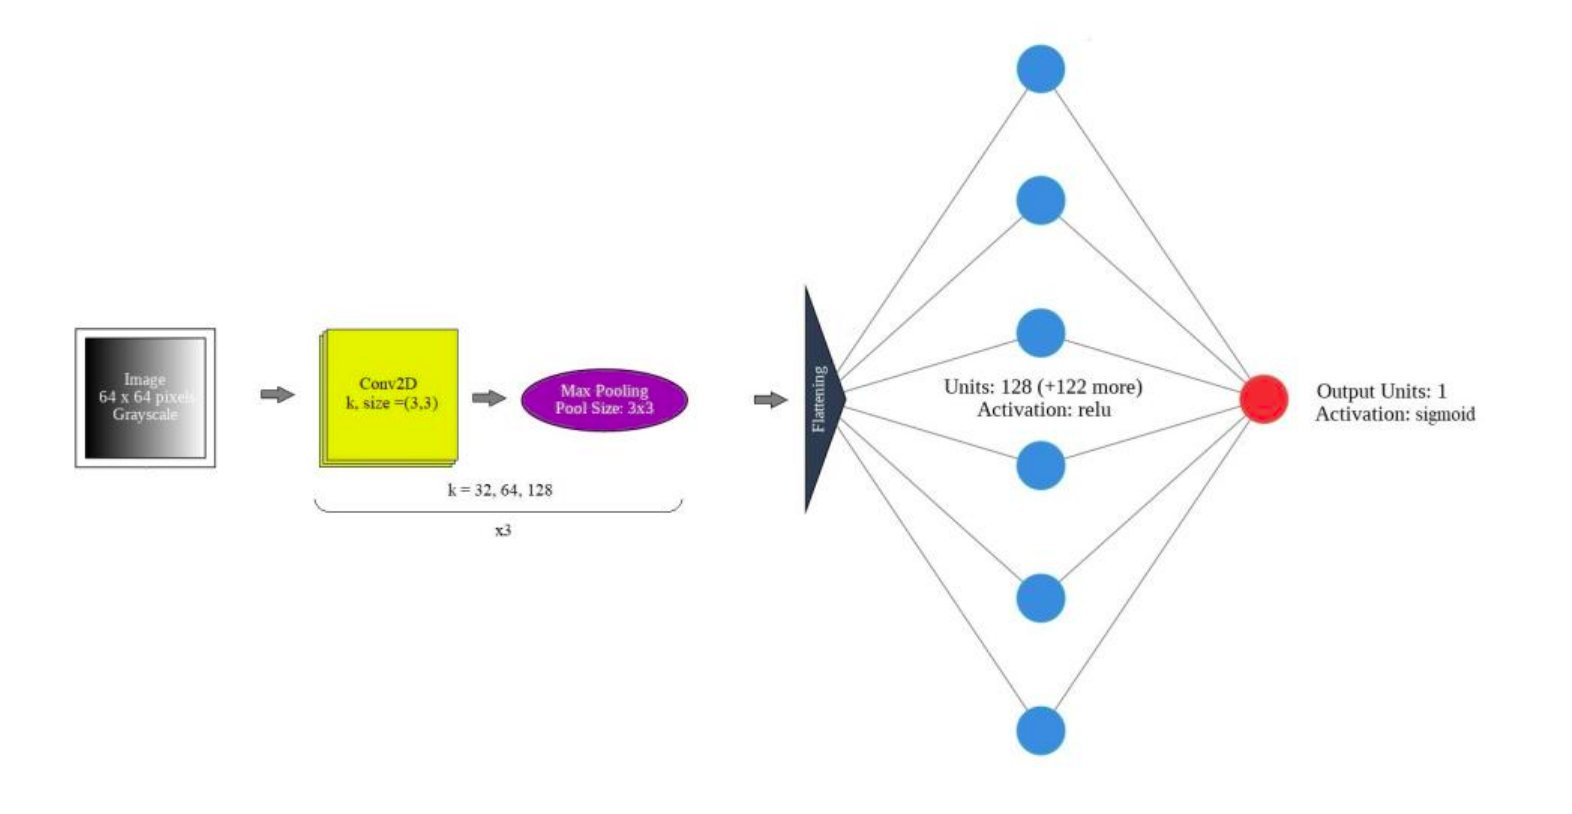 Image
64 x 64 pixels
Grayscale
Conv2D
k, size =(3,3)
Max Pooling
Pool Size: 3x3
k = 32, 64, 128
x3
Flattening
Units: 128 (+122 more)
Activation: relu
Output Units: 1
Activation: sigmoid